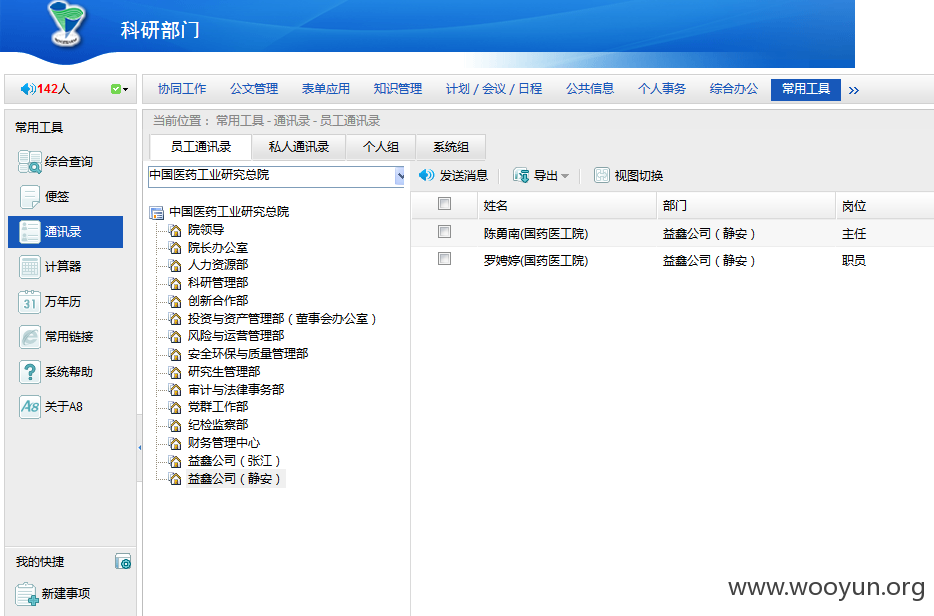 科研部门
142人
协同工作 公文管理 表单应用 知识管理 计划 / 会议 / 日程 公共信息 个人事务 综合办公 常用工具 »
常用工具
综合查询
便签
通讯录
计算器
31 万年历
常用链接
? 系统帮助
A8 关于A8
我的快捷
新建事项
当前位置： 常用工具 - 通讯录 - 员工通讯录
员工通讯录 私人通讯录 个人组 系统组
中国医药工业研究总院
中国医药工业研究总院
院领导
院长办公室
人力资源部
科研管理部
创新合作部
投资与资产管理部（董事会办公室）
风险与运营管理部
安全环保与质量管理部
研究生管理部
审计与法律事务部
党群工作部
纪检监察部
财务管理中心
益鑫公司（张江）
益鑫公司（静安）
发送消息 导出 视图切换
姓名 部门 岗位
陈勇南(国药医工院) 益鑫公司（静安） 主任
罗娉婷(国药医工院) 益鑫公司（静安） 职员
www.wooyun.org